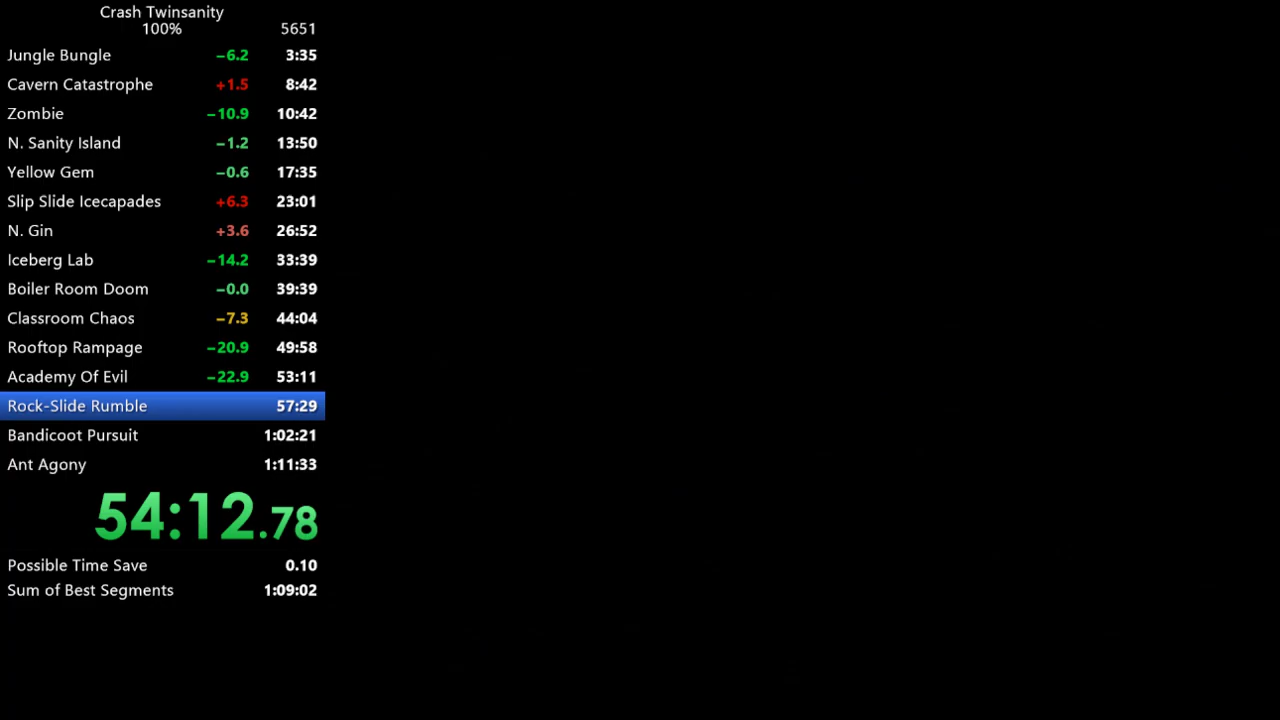 Crash Twinsanity
100% 5651
Jungle Bungle −6.2 3:35
Cavern Catastrophe +1.5 8:42
Zombie −10.9 10:42
N. Sanity Island −1.2 13:50
Yellow Gem −0.6 17:35
Slip Slide Icecapades +6.3 23:01
N. Gin +3.6 26:52
Iceberg Lab −14.2 33:39
Boiler Room Doom −0.0 39:39
Classroom Chaos −7.3 44:04
Rooftop Rampage −20.9 49:58
Academy Of Evil −22.9 53:11
Rock-Slide Rumble 57:29
Bandicoot Pursuit 1:02:21
Ant Agony 1:11:33
54:12.78
Possible Time Save 0.10
Sum of Best Segments 1:09:02